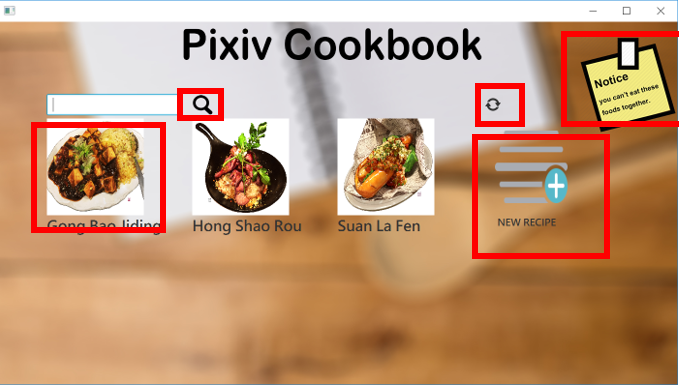 Pixiv Cookbook
Notice
you can't eat these
foods together.
Gong Bao Jiding
Hong Shao Rou
Suan La Fen
NEW RECIPE